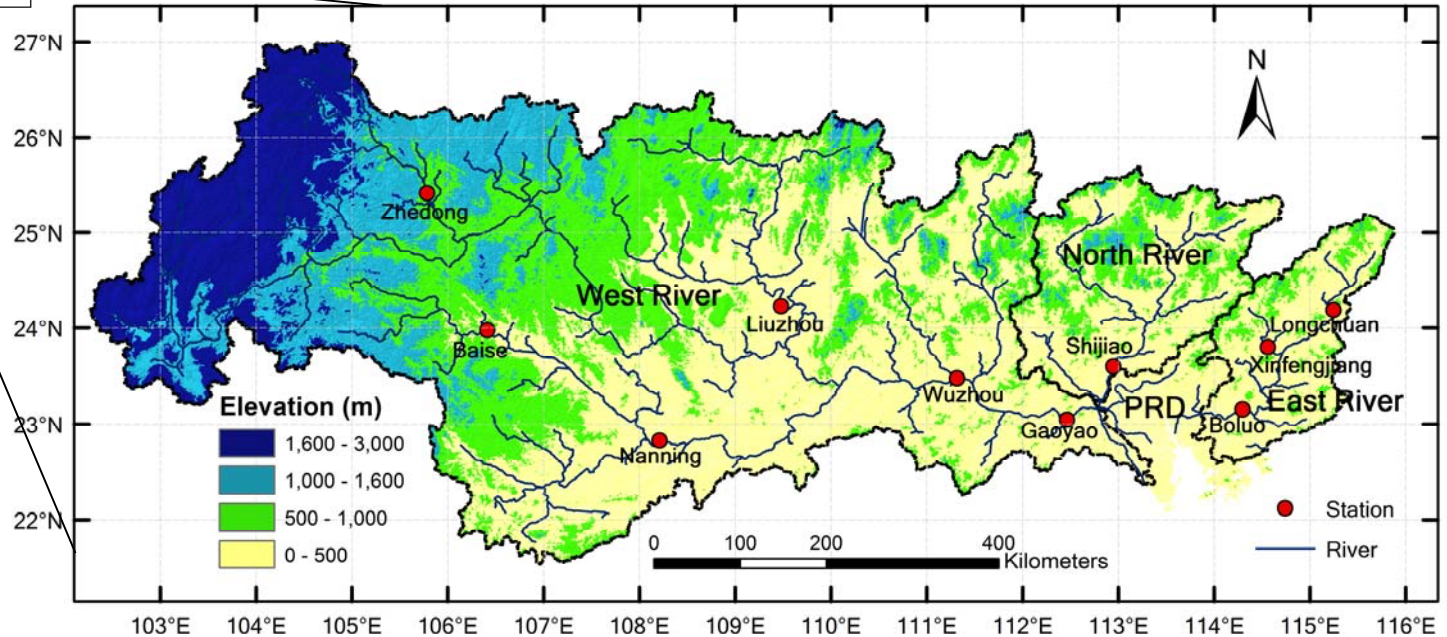 27°N
26°N
25°N
24°N
23°N
22°N
N
Zhedong
North River
West River
Liuzhou
Longchuan
Baise
Shijiao
Xinfengjiang
Wuzhou
PRD
East River
Gaoyao
Boluo
Nanning
Elevation (m)
1,600 - 3,000
1,000 - 1,600
500 - 1,000
0 - 500
0 100 200 400
Kilometers
Station
River
103°E 104°E 105°E 106°E 107°E 108°E 109°E 110°E 111°E 112°E 113°E 114°E 115°E 116°E